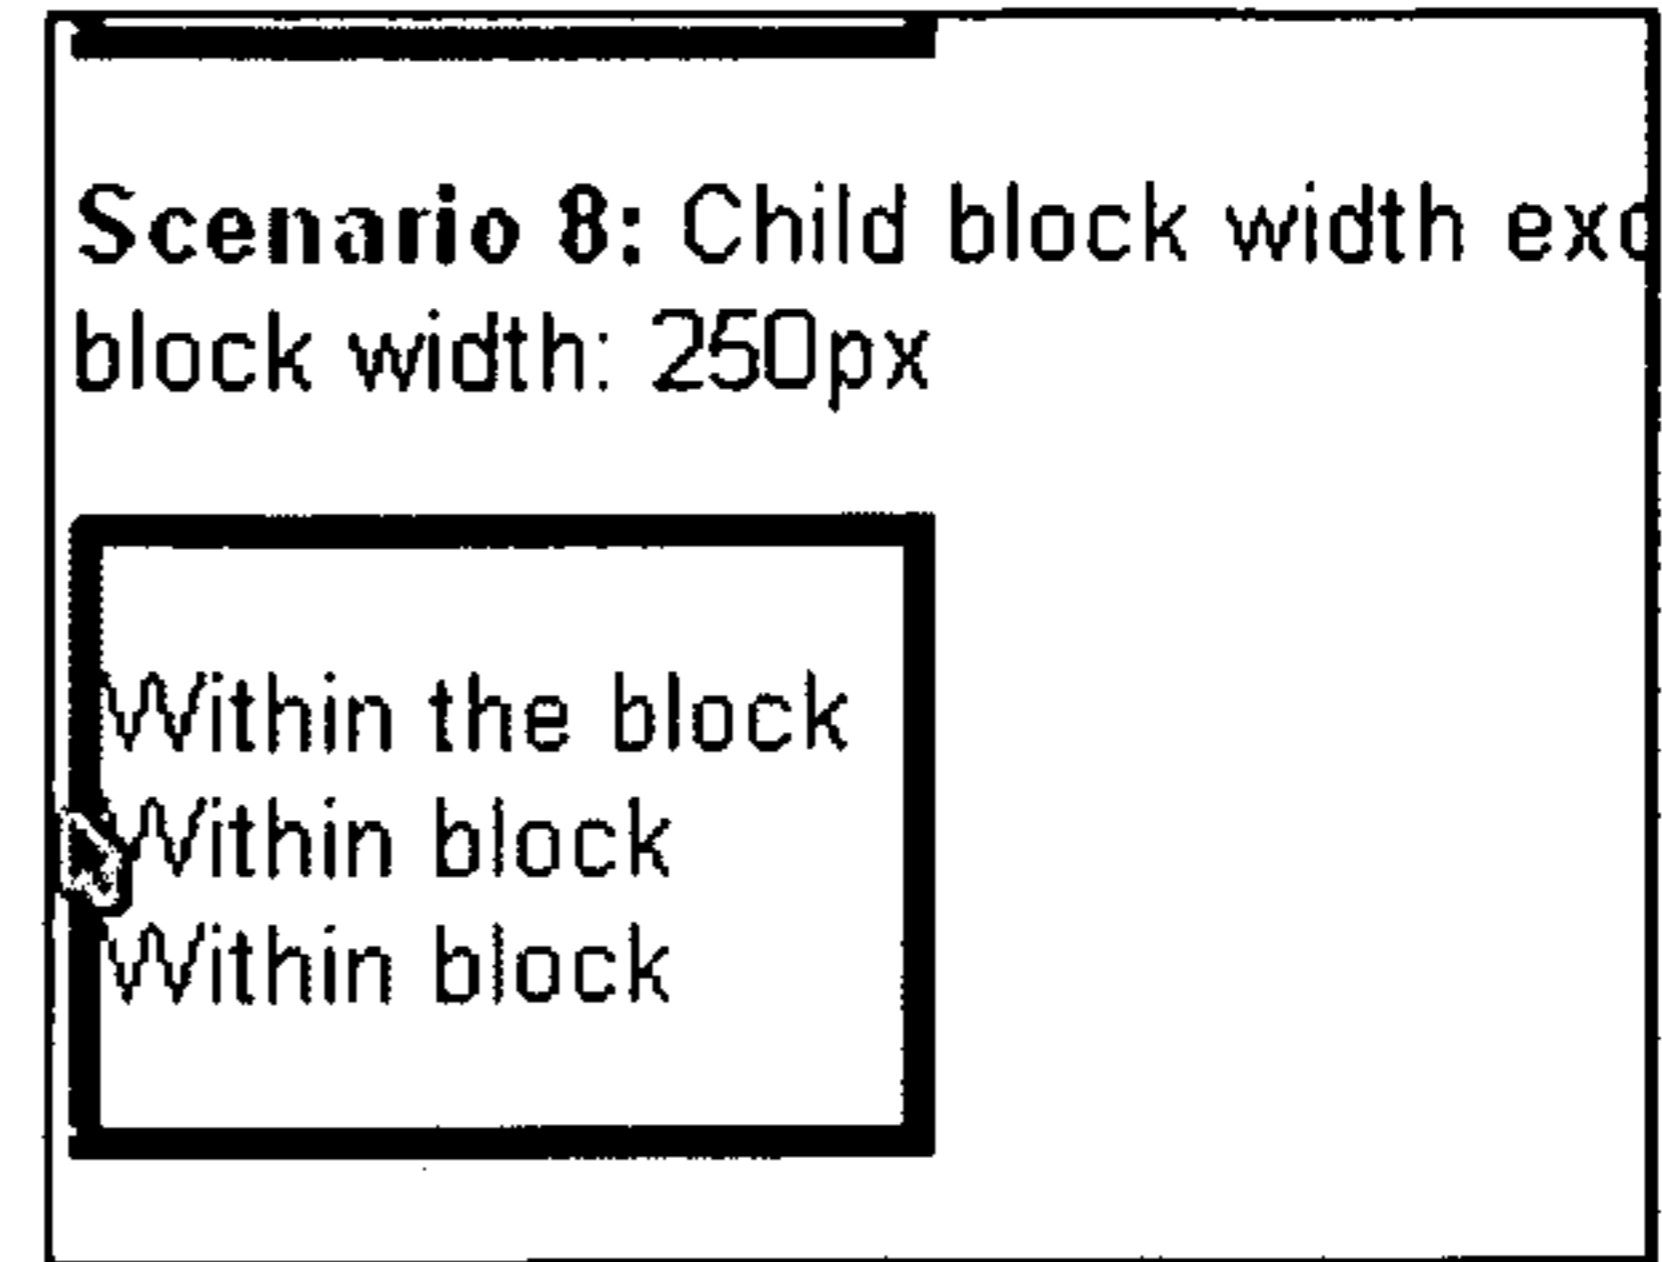 Scenario 8: Child block width exc
block width: 250px
Within the block
Within block
Within block